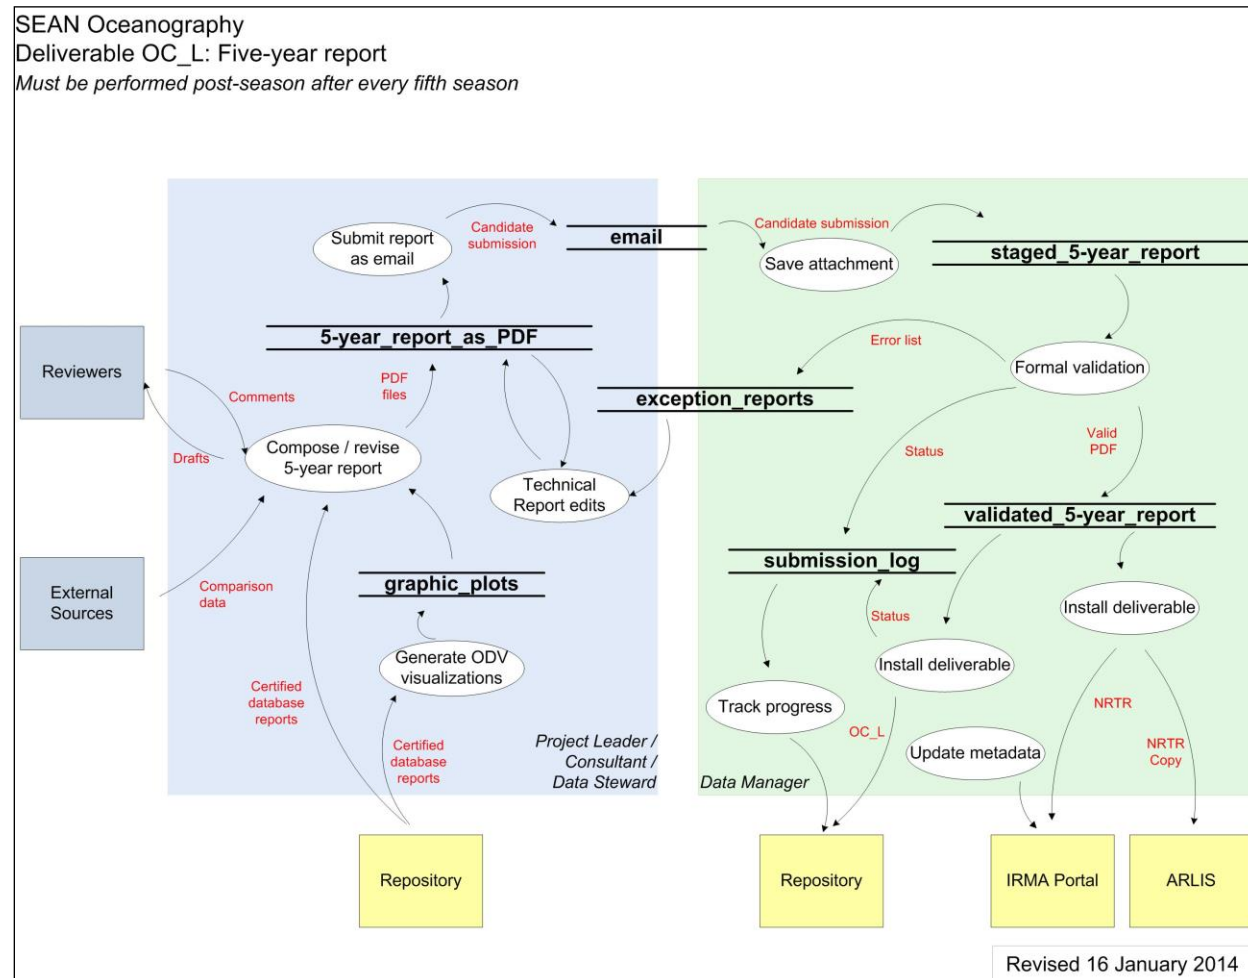 SEAN Oceanography
Deliverable OC_L: Five-year report
Must be performed post-season after every fifth season
Submit report
as email
Candidate
submission
email
Candidate submission
Save attachment
staged_5-year_report
Reviewers
Comments
Drafts
5-year_report_as_PDF
PDF
files
Error list
Formal validation
exception_reports
Compose / revise
5-year report
Technical
Report edits
Status
Valid
PDF
validated_5-year_report
External
Sources
Comparison
data
graphic_plots
submission_log
Status
Install deliverable
Generate ODV
visualizations
Install deliverable
Certified
database
reports
Certified
database
reports
Track progress
OC_L
NRTR
NRTR
Copy
Update metadata
Project Leader /
Consultant /
Data Steward
Data Manager
Repository
Repository
IRMA Portal
ARLIS
Revised 16 January 2014